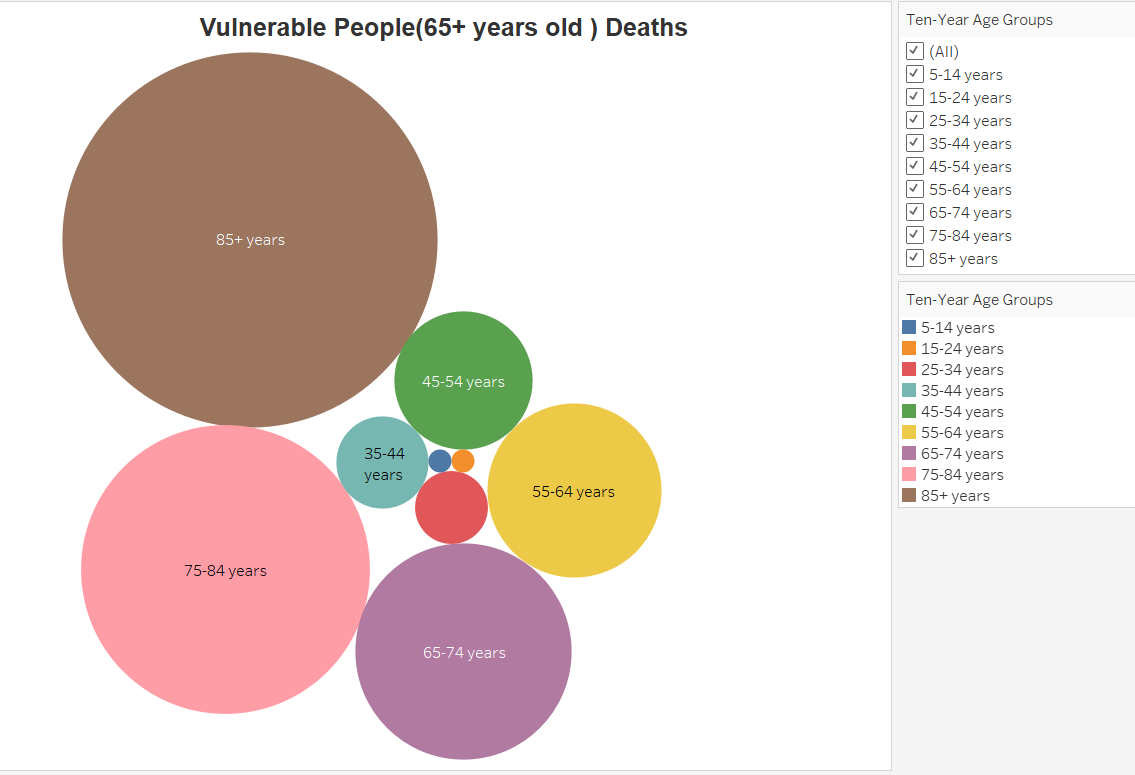 Vulnerable People(65+ years old ) Deaths
85+ years
45-54 years
35-44
years
55-64 years
75-84 years
65-74 years
Ten-Year Age Groups
(All)
5-14 years
15-24 years
25-34 years
35-44 years
45-54 years
55-64 years
65-74 years
75-84 years
85+ years
Ten-Year Age Groups
5-14 years
15-24 years
25-34 years
35-44 years
45-54 years
55-64 years
65-74 years
75-84 years
85+ years